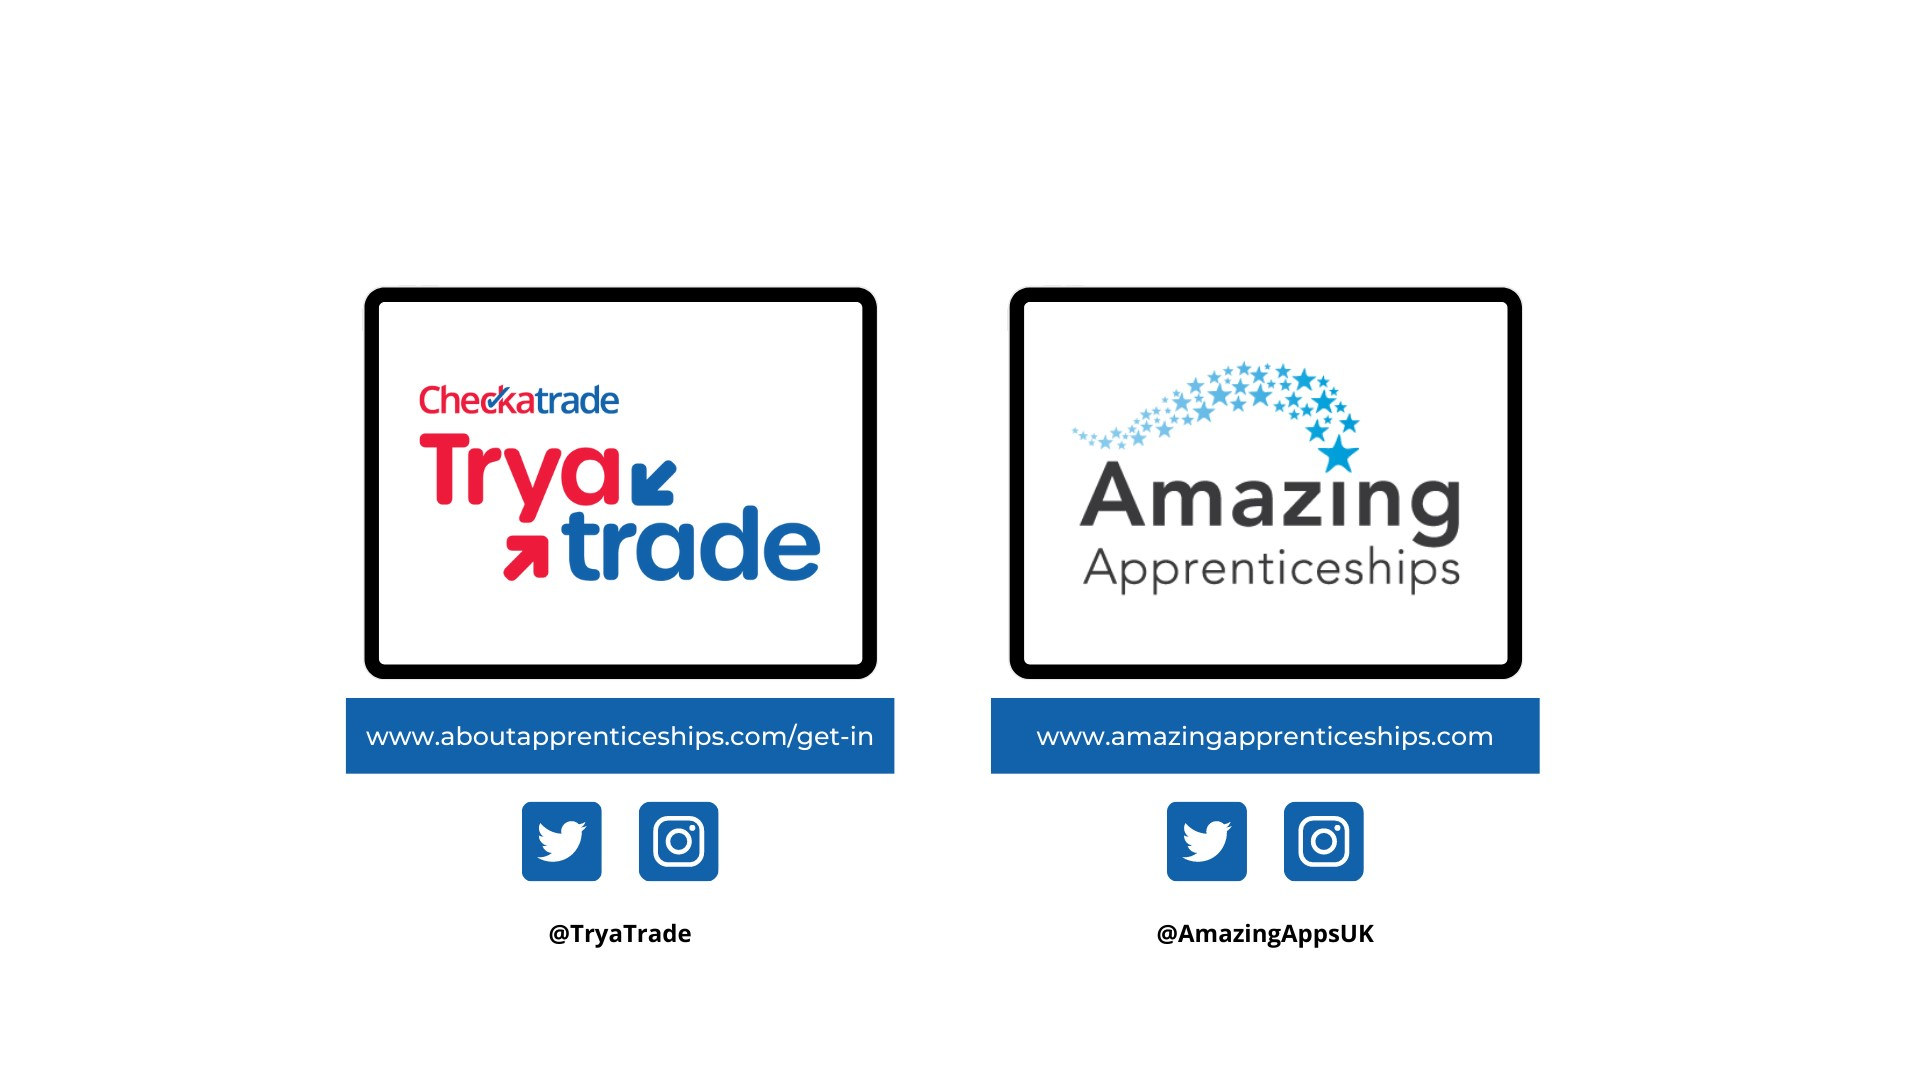 Checkatrade
Trya
trade
www.aboutapprenticeships.com/get-in
@TryaTrade
Amazing
Apprenticeships
www.amazingapprenticeships.com
@AmazingAppsUK